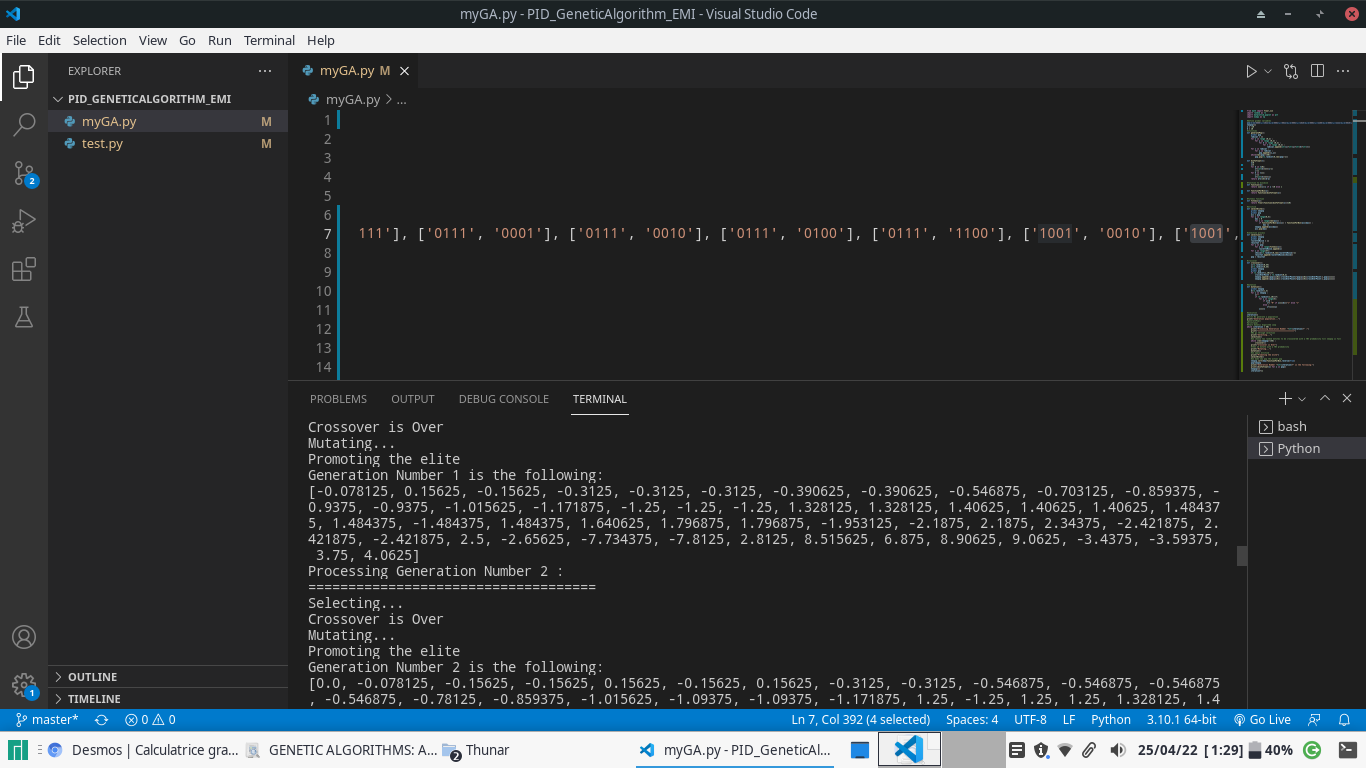 myGA.py - PID_GeneticAlgorithm_EMI - Visual Studio Code
File Edit Selection View Go Run Terminal Help
EXPLORER
PID_GENETICALGORITHM_EMI
myGA.py M
test.py M
OUTLINE
TIMELINE
2
1
myGA.py M
myGA.py > ...
1
2
3
4
5
6
7 111'], ['0111', '0001'], ['0111', '0010'], ['0111', '0100'], ['0111', '1100'], ['1001', '0010'], ['1001',
8
9
10
11
12
13
14
PROBLEMS OUTPUT DEBUG CONSOLE TERMINAL
bash
Python
Crossover is Over
Mutating...
Promoting the elite
Generation Number 1 is the following:
[-0.078125, 0.15625, -0.15625, -0.3125, -0.3125, -0.3125, -0.390625, -0.390625, -0.546875, -0.703125, -0.859375, -
0.9375, -0.9375, -1.015625, -1.171875, -1.25, -1.25, -1.25, 1.328125, 1.328125, 1.40625, 1.40625, 1.40625, 1.48437
5, 1.484375, -1.484375, 1.484375, 1.640625, 1.796875, 1.796875, -1.953125, -2.1875, 2.1875, 2.34375, -2.421875, 2.
421875, -2.421875, 2.5, -2.65625, -7.734375, -7.8125, 2.8125, 8.515625, 6.875, 8.90625, 9.0625, -3.4375, -3.59375,
3.75, 4.0625]
Processing Generation Number 2 :
====================================
Selecting...
Crossover is Over
Mutating...
Promoting the elite
Generation Number 2 is the following:
[0.0, -0.078125, -0.15625, -0.15625, 0.15625, -0.15625, 0.15625, -0.3125, -0.3125, -0.546875, -0.546875, -0.546875
, -0.546875, -0.78125, -0.859375, -1.015625, -1.09375, -1.09375, -1.171875, 1.25, -1.25, 1.25, 1.25, 1.328125, 1.4
master* 0 0 Ln 7, Col 392 (4 selected) Spaces: 4 UTF-8 LF Python 3.10.1 64-bit Go Live
Desmos | Calculatrice gra... GENETIC ALGORITHMS: A... 2 Thunar myGA.py - PID_GeneticAl... 25/04/22 [ 1:29] 40%